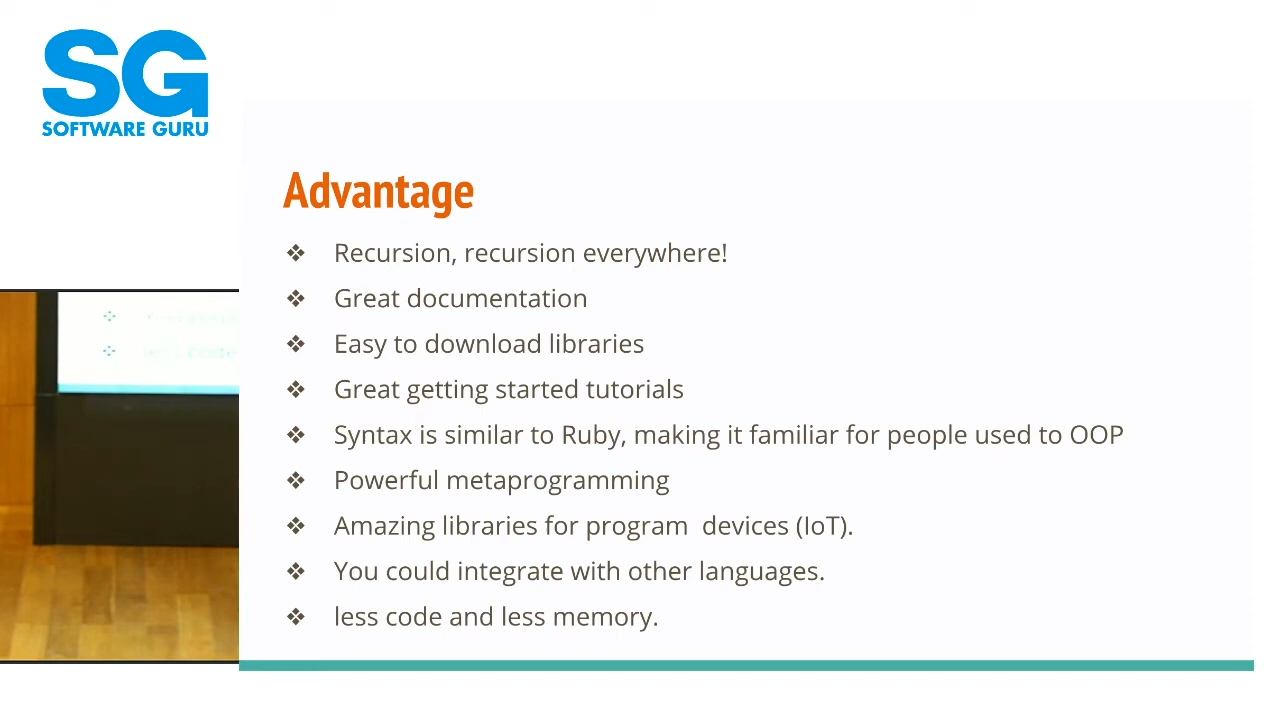 SG
SOFTWARE GURU
Advantage
❖ Recursion, recursion everywhere!
❖ Great documentation
❖ Easy to download libraries
❖ Great getting started tutorials
❖ Syntax is similar to Ruby, making it familiar for people used to OOP
❖ Powerful metaprogramming
❖ Amazing libraries for program  devices (IoT).
❖ You could integrate with other languages.
❖ less code and less memory.